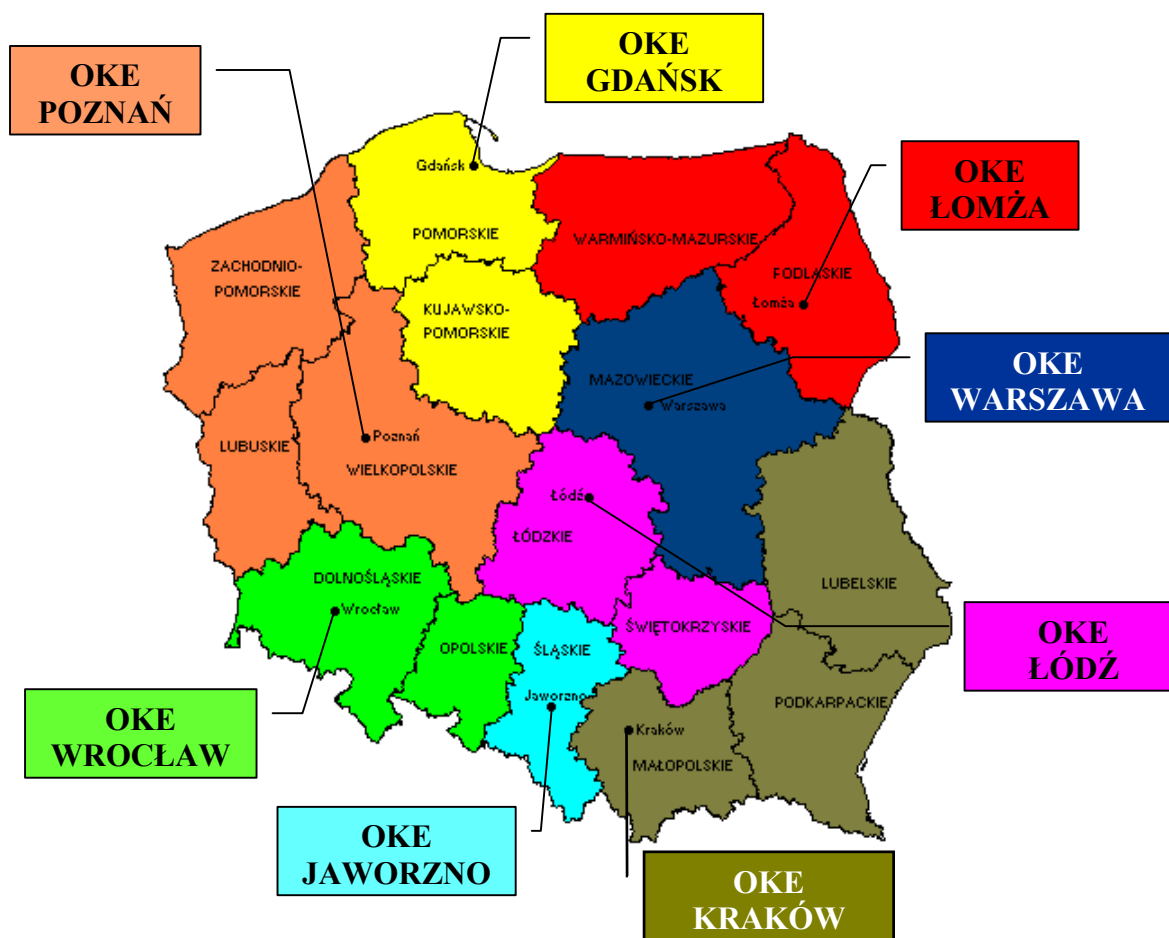 OKE
GDAŃSK
OKE
POZNAŃ
OKE
ŁOMŻA
Gdańsk
POMORSKIE
WARMIŃSKO-MAZURSKIE
ZACHODNIO-
POMORSKIE
PODLASKIE
Łomża
KUJAWSKO-
POMORSKIE
OKE
WARSZAWA
MAZOWIECKIE
Warszawa
LUBUSKIE
Poznań
WIELKOPOLSKIE
Łódź
ŁÓDZKIE
DOLNOŚLĄSKIE
Wrocław
LUBELSKIE
ŚWIĘTOKRZYSKIE
OPOLSKIE
ŚLĄSKIE
OKE
ŁÓDŹ
Jaworzno
PODKARPACKIE
Kraków
MAŁOPOLSKIE
OKE
WROCŁAW
OKE
JAWORZNO
OKE
KRAKÓW